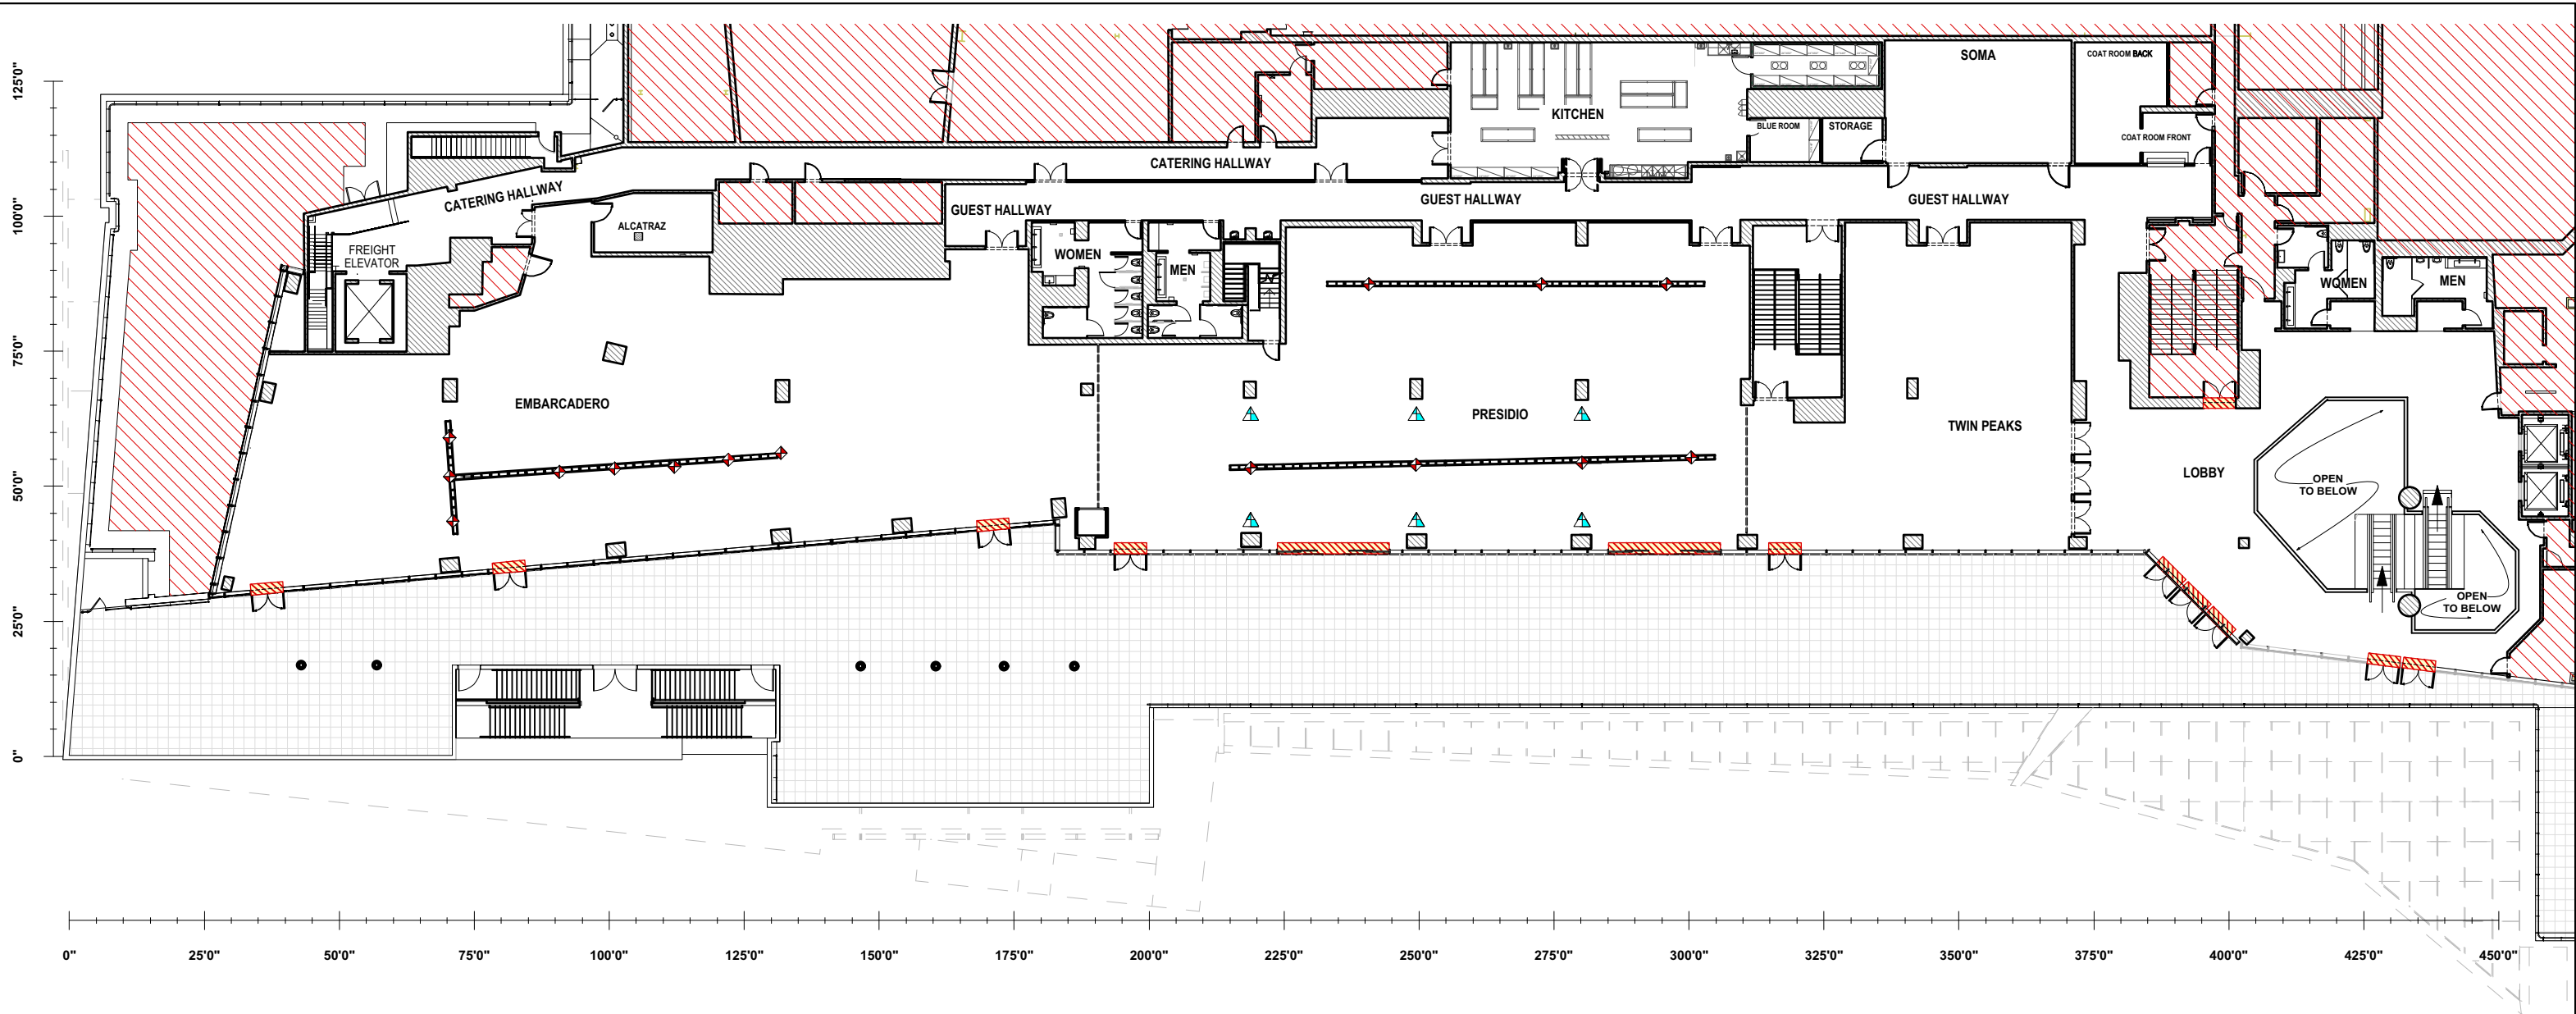 125'0"
100'0"
75'0"
50'0"
25'0"
0"
SOMA
COAT ROOM BACK
KITCHEN
BLUE ROOM
STORAGE
COAT ROOM FRONT
CATERING HALLWAY
CATERING HALLWAY
GUEST HALLWAY
GUEST HALLWAY
GUEST HALLWAY
ALCATRAZ
FREIGHT
ELEVATOR
WOMEN
MEN
WOMEN
MEN
EMBARCADERO
PRESIDIO
TWIN PEAKS
LOBBY
OPEN
TO BELOW
OPEN
TO BELOW
0"
25'0"
50'0"
75'0"
100'0"
125'0"
150'0"
175'0"
200'0"
225'0"
250'0"
275'0"
300'0"
325'0"
350'0"
375'0"
400'0"
425'0"
450'0"